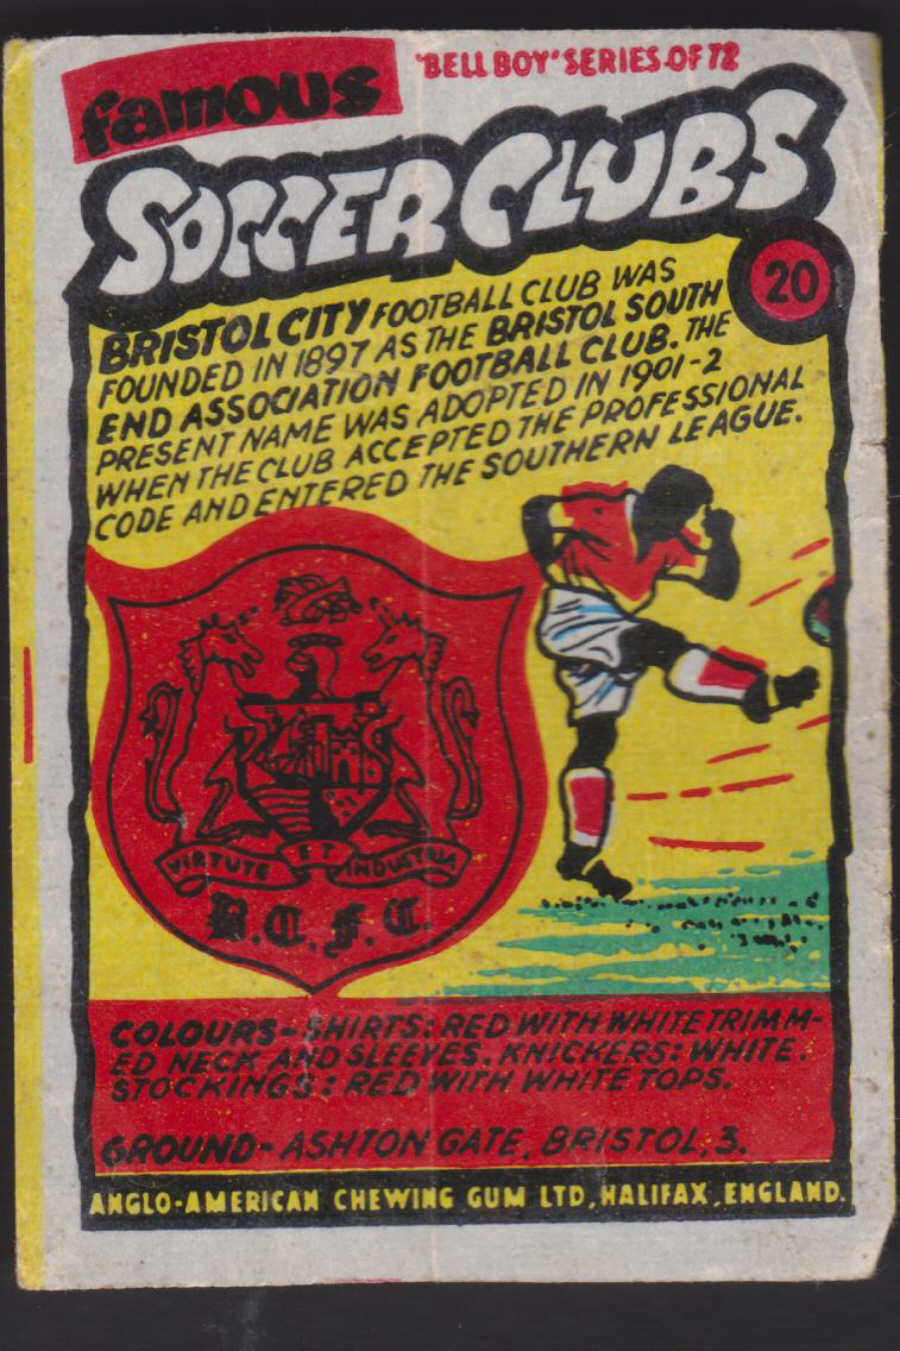 famous
'BELL BOY' SERIES OF 72
SOCCER CLUBS
20
BRISTOL CITY FOOTBALL CLUB WAS
FOUNDED IN 1897 AS THE BRISTOL SOUTH
END ASSOCIATION FOOTBALL CLUB. THE
PRESENT NAME WAS ADOPTED IN 1901-2
WHEN THE CLUB ACCEPTED THE PROFESSIONAL
CODE AND ENTERED THE SOUTHERN LEAGUE.
VIRTUTE ET INDUSTRIA
B.C.F.C.
COLOURS- SHIRTS: RED WITH WHITE TRIMM-
ED NECK AND SLEEVES. KNICKERS: WHITE.
STOCKINGS: RED WITH WHITE TOPS.
GROUND- ASHTON GATE, BRISTOL, 3.
ANGLO-AMERICAN CHEWING GUM LTD, HALIFAX, ENGLAND.